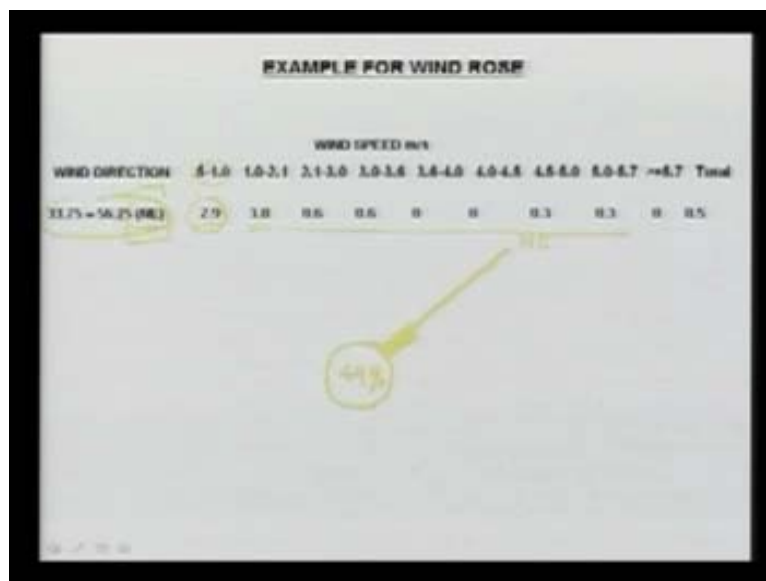 EXAMPLE FOR WIND ROSE
WIND SPEED m/s
WIND DIRECTION .5-1.0 1.0-2.1 2.1-3.0 3.0-3.6 3.6-4.0 4.0-4.5 4.5-5.0 5.0-5.7 >=5.7 Total
33.75 – 56.25 (NE) 2.9 3.8 0.6 0.6 0 0 0.3 0.3 0 8.5
NE
44%